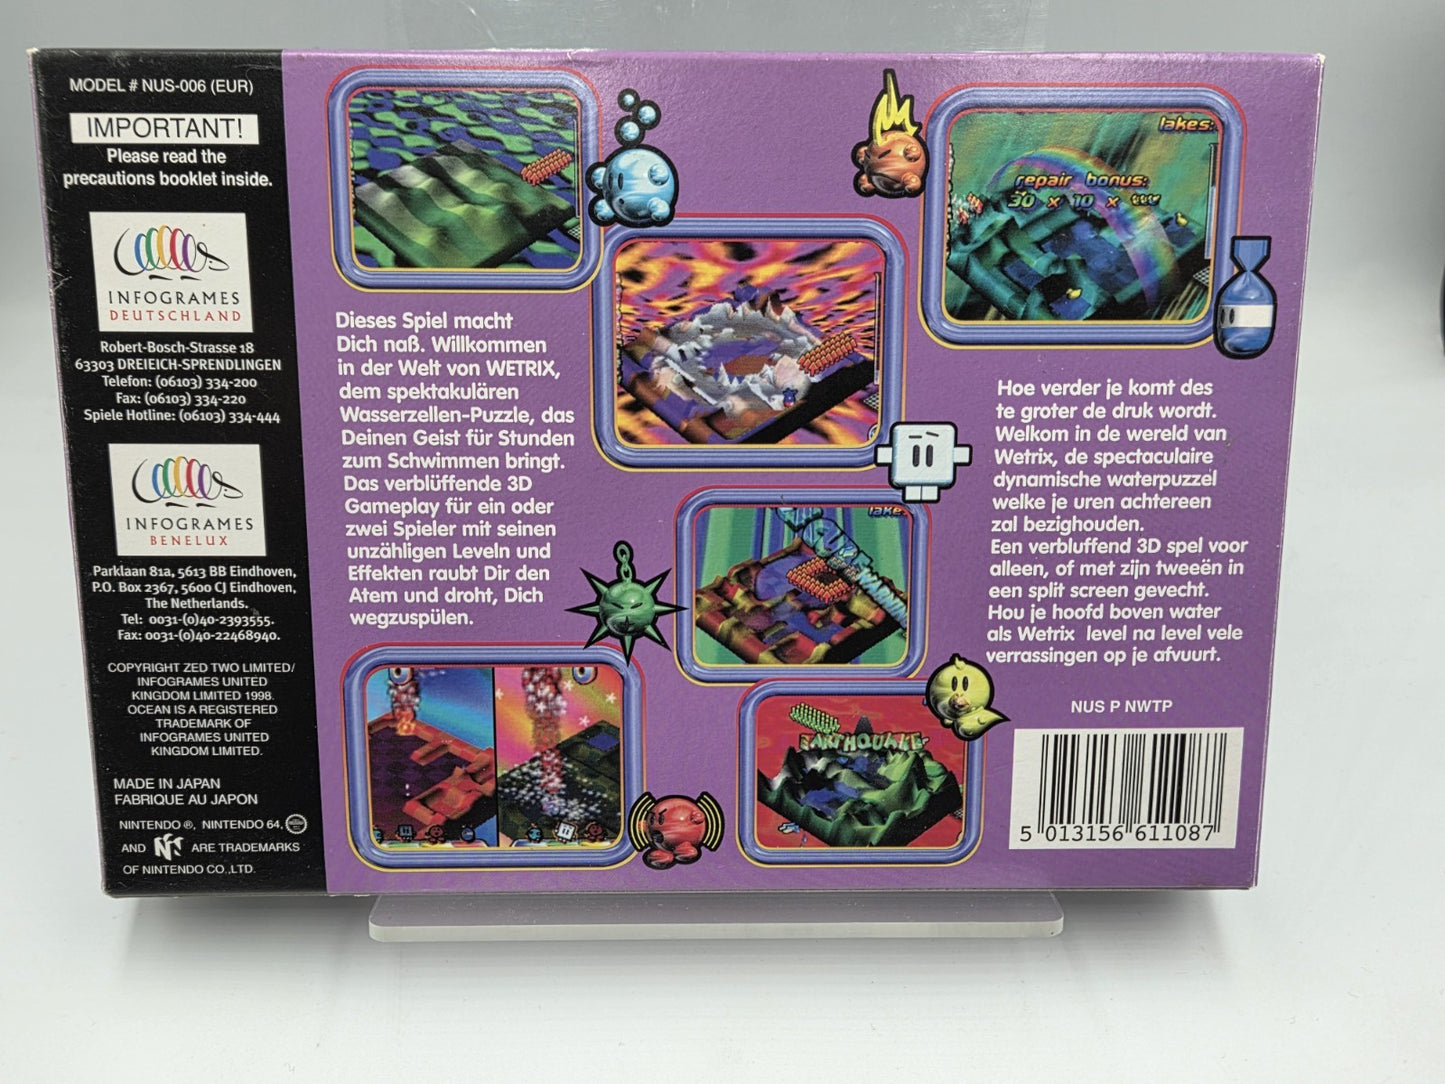 MODEL # NUS-006 (EUR)
IMPORTANT!
Please read the
precautions booklet inside.
INFOGRAMES
DEUTSCHLAND
Robert-Bosch-Strasse 18
63303 DREIEICH-SPRENDLINGEN
Telefon: (06103) 334-200
Fax: (06103) 334-220
Spiele Hotline: (06103) 334-444
INFOGRAMES
BENELUX
Parklaan 81a, 5613 BB Eindhoven,
P.O. Box 2367, 5600 CJ Eindhoven,
The Netherlands.
Tel: 0031-(0)40-2393555.
Fax: 0031-(0)40-22468940.
COPYRIGHT ZED TWO LIMITED/
INFOGRAMES UNITED
KINGDOM LIMITED 1998.
OCEAN IS A REGISTERED
TRADEMARK OF
INFOGRAMES UNITED
KINGDOM LIMITED.
MADE IN JAPAN
FABRIQUE AU JAPON
NINTENDO ®, NINTENDO 64,
AND ARE TRADEMARKS
OF NINTENDO CO.,LTD.
Dieses Spiel macht
Dich naß. Willkommen
in der Welt von WETRIX,
dem spektakulären
Wasserzellen-Puzzle, das
Deinen Geist für Stunden
zum Schwimmen bringt.
Das verblüffende 3D
Gameplay für ein oder
zwei Spieler mit seinen
unzähligen Leveln und
Effekten raubt Dir den
Atem und droht, Dich
wegzuspülen.
lakes:
repair bonus:
30 x 10 x
lake:
EARTHQUAKE
Hoe verder je komt des
te groter de druk wordt.
Welkom in de wereld van
Wetrix, de spectaculaire
dynamische waterpuzzel
welke je uren achtereen
zal bezighouden.
Een verbluffend 3D spel voor
alleen, of met zijn tweeën in
een split screen gevecht.
Hou je hoofd boven water
als Wetrix level na level vele
verrassingen op je afvuurt.
NUS P NWTP
5 013156 611087